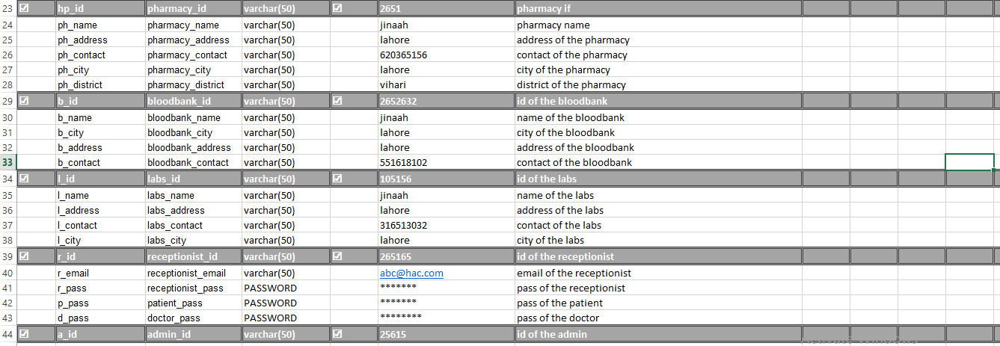 23 ☑ hp_id pharmacy_id varchar(50) ☑ 2651 pharmacy if
24 ph_name pharmacy_name varchar(50) jinaah pharmacy name
25 ph_address pharmacy_address varchar(50) lahore address of the pharmacy
26 ph_contact pharmacy_contact varchar(50) 620365156 contact of the pharmacy
27 ph_city pharmacy_city varchar(50) lahore city of the pharmacy
28 ph_district pharmacy_district varchar(50) vihari district of the pharmacy
29 ☑ b_id bloodbank_id varchar(50) ☑ 2652632 id of the bloodbank
30 b_name bloodbank_name varchar(50) jinaah name of the bloodbank
31 b_city bloodbank_city varchar(50) lahore city of the bloodbank
32 b_address bloodbank_address varchar(50) lahore address of the bloodbank
33 b_contact bloodbank_contact varchar(50) 551618102 contact of the bloodbank
34 ☑ l_id labs_id varchar(50) ☑ 105156 id of the labs
35 l_name labs_name varchar(50) jinaah name of the labs
36 l_address labs_address varchar(50) lahore address of the labs
37 l_contact labs_contact varchar(50) 316513032 contact of the labs
38 l_city labs_city varchar(50) lahore city of the labs
39 ☑ r_id receptionist_id varchar(50) ☑ 265165 id of the receptionist
40 r_email receptionist_email varchar(50) abc@hac.com email of the receptionist
41 r_pass receptionist_pass PASSWORD ******* pass of the receptionist
42 p_pass patient_pass PASSWORD ******* pass of the patient
43 d_pass doctor_pass PASSWORD ******** pass of the doctor
44 ☑ a_id admin_id varchar(50) ☑ 25615 id of the admin